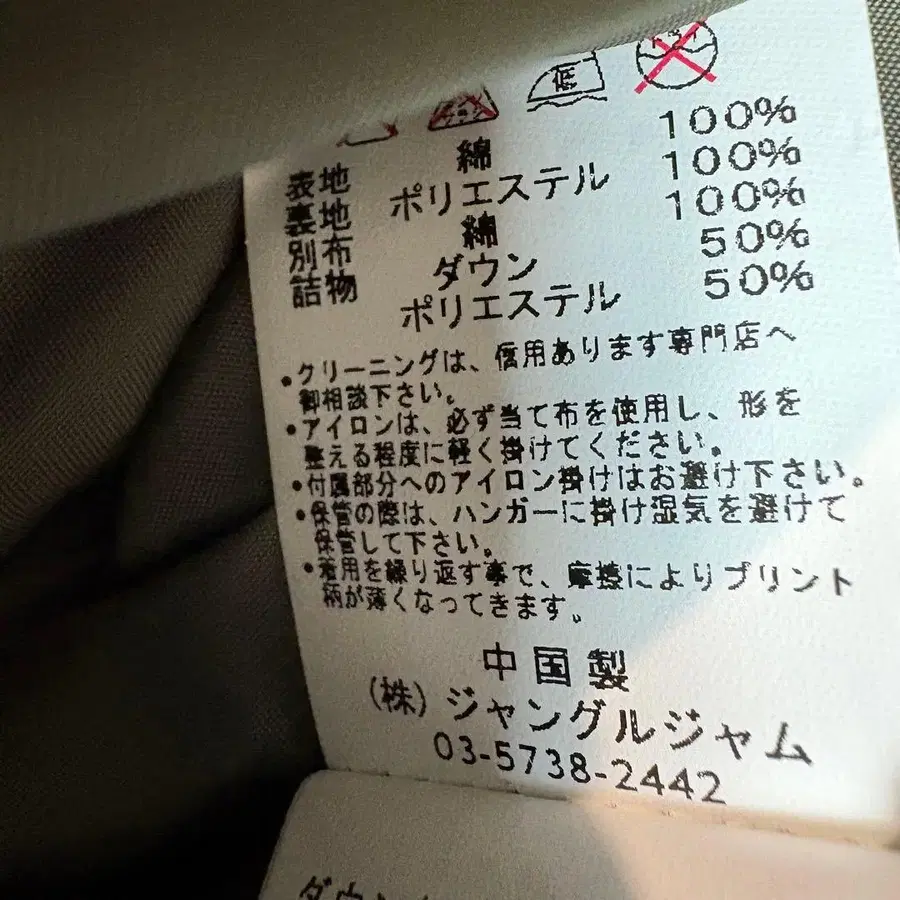 低
表地 綿 100%
裏地 ポリエステル 100%
別布 綿 100%
詰物 ダウン 50%
ポリエステル 50%
•クリーニングは、信用あります専門店へ
御相談下さい。
•アイロンは、必ず当て布を使用し、形を
整える程度に軽く掛けてください。
•付属部分へのアイロン掛けはお避け下さい。
•保管の際は、ハンガーに掛け湿気を避けて
保管して下さい。
•着用を繰り返す事で、摩擦によりプリント
柄が薄くなってきます。
中国製
(株)ジャングルジャム
03-5738-2442